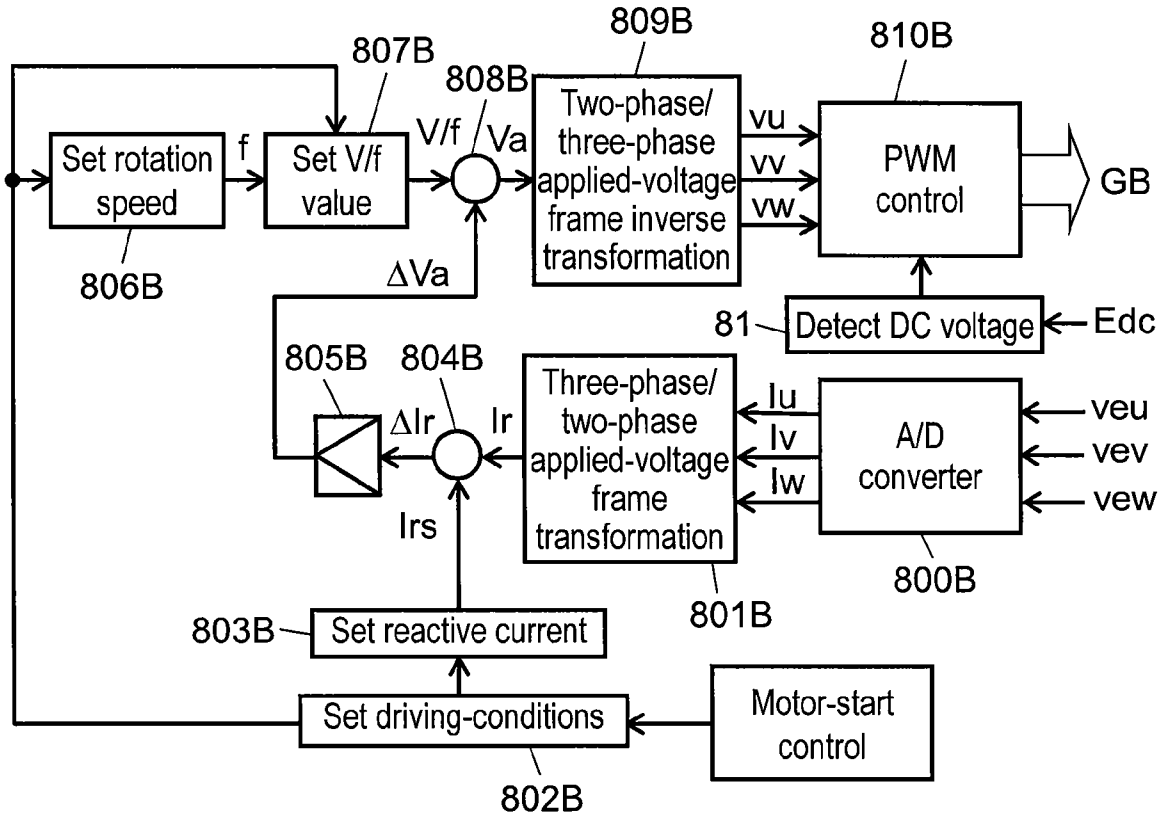 809B
810B
807B
808B
Two-phase/
three-phase
applied-voltage
frame inverse
transformation
vu
vv
vw
PWM
control
GB
V/f
Va
Set rotation
speed
f
Set V/f
value
806B
ΔVa
81
Detect DC voltage
Edc
805B
804B
Three-phase/
two-phase
applied-voltage
frame
transformation
Iu
Iv
Iw
A/D
converter
veu
vev
vew
ΔIr
Ir
Irs
800B
801B
803B
Set reactive current
Set driving-conditions
Motor-start
control
802B